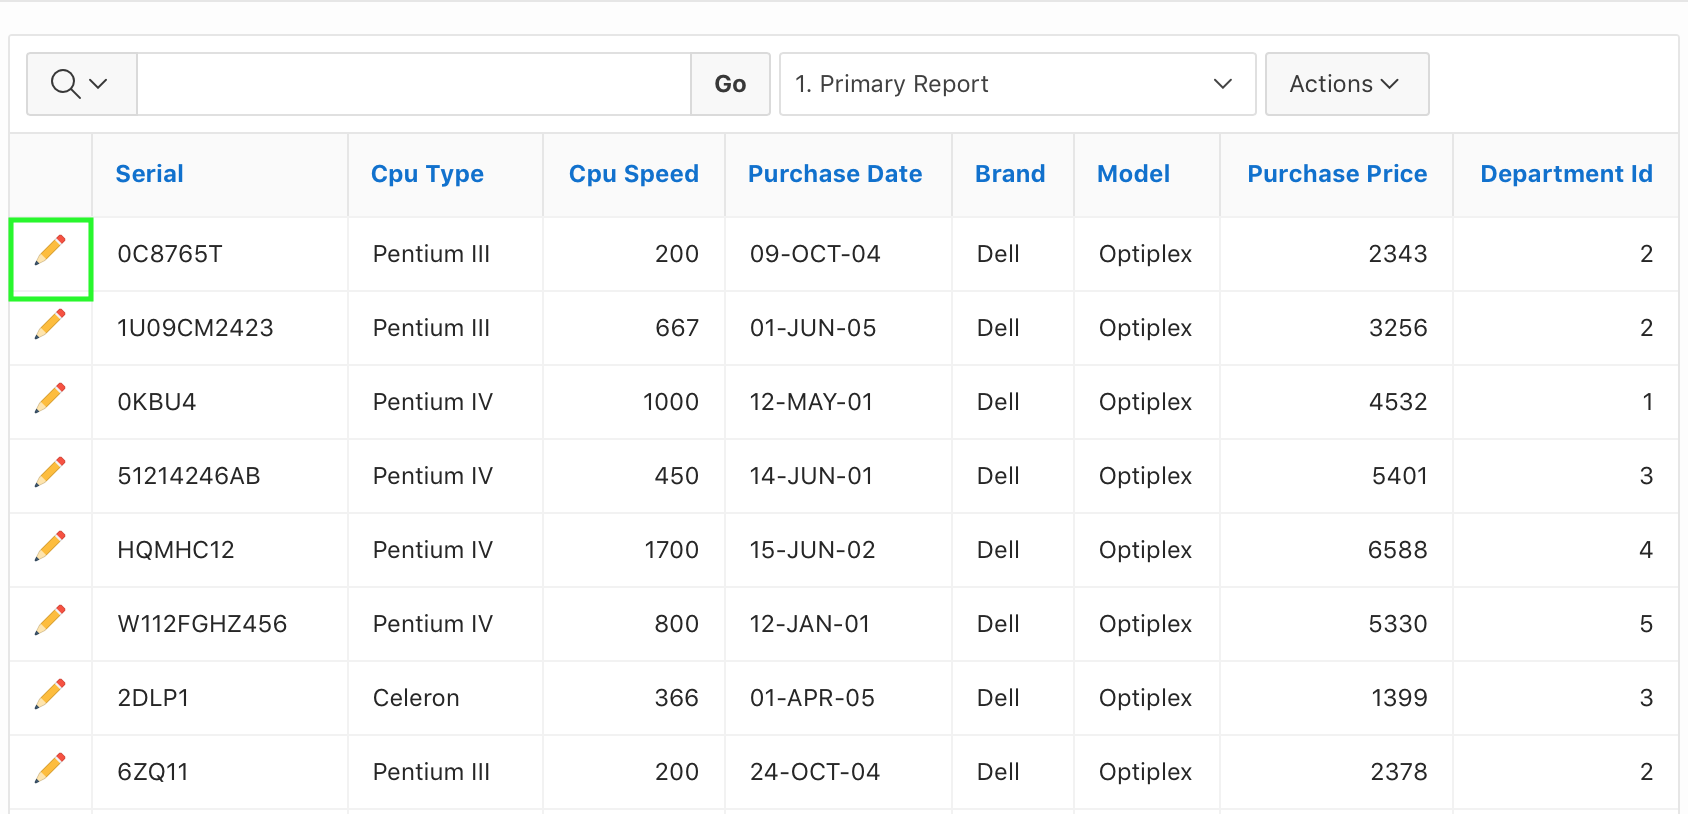 Go 1. Primary Report Actions
Serial Cpu Type Cpu Speed Purchase Date Brand Model Purchase Price Department Id
0C8765T Pentium III 200 09-OCT-04 Dell Optiplex 2343 2
1U09CM2423 Pentium III 667 01-JUN-05 Dell Optiplex 3256 2
0KBU4 Pentium IV 1000 12-MAY-01 Dell Optiplex 4532 1
51214246AB Pentium IV 450 14-JUN-01 Dell Optiplex 5401 3
HQMHC12 Pentium IV 1700 15-JUN-02 Dell Optiplex 6588 4
W112FGHZ456 Pentium IV 800 12-JAN-01 Dell Optiplex 5330 5
2DLP1 Celeron 366 01-APR-05 Dell Optiplex 1399 3
6ZQ11 Pentium III 200 24-OCT-04 Dell Optiplex 2378 2